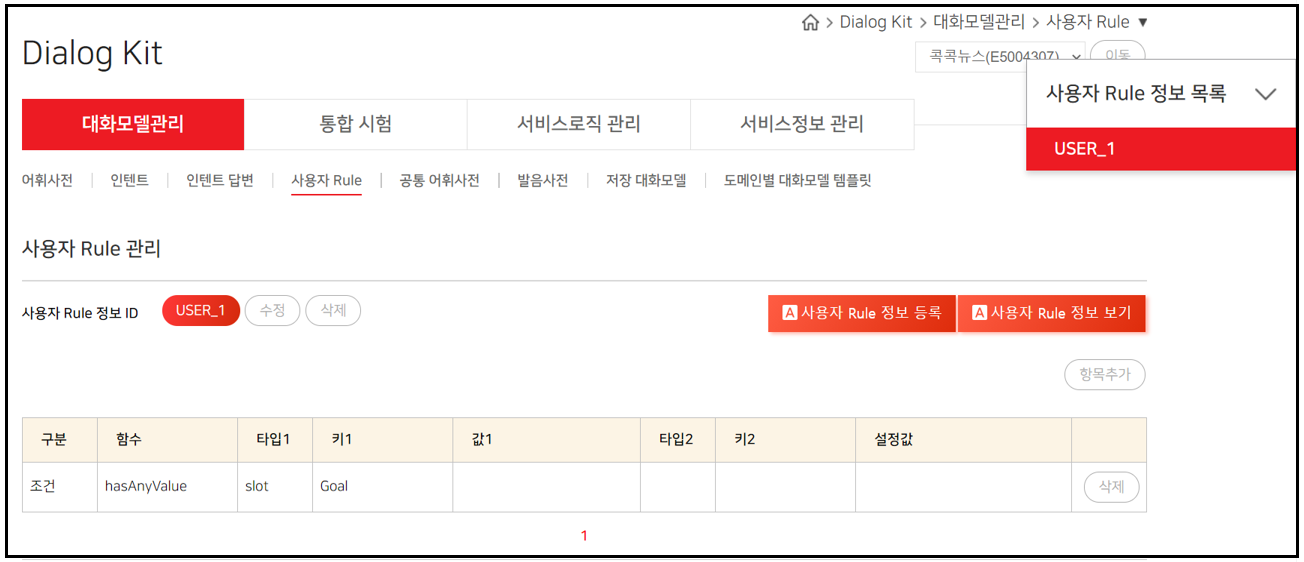 > Dialog Kit > 대화모델관리 > 사용자 Rule ▼
Dialog Kit
콕콕뉴스(E5004307) 이동
사용자 Rule 정보 목록
USER_1
대화모델관리 통합 시험 서비스로직 관리 서비스정보 관리
어휘사전 | 인텐트 | 인텐트 답변 | 사용자 Rule | 공통 어휘사전 | 발음사전 | 저장 대화모델 | 도메인별 대화모델 템플릿
사용자 Rule 관리
사용자 Rule 정보 ID USER_1 수정 삭제 A 사용자 Rule 정보 등록 A 사용자 Rule 정보 보기
항목추가
구분 함수 타입1 키1 값1 타입2 키2 설정값
조건 hasAnyValue slot Goal 삭제
1